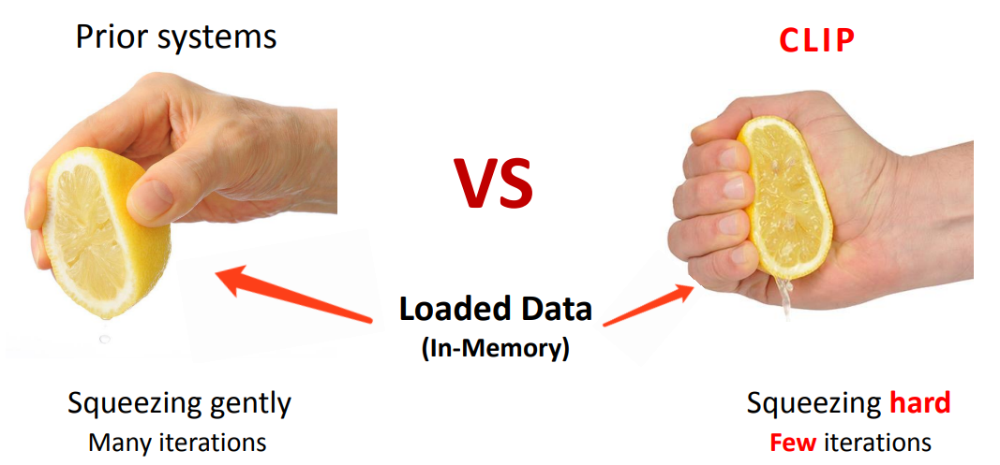 Prior systems
CLIP
VS
Loaded Data
(In-Memory)
Squeezing gently
Many iterations
Squeezing hard
Few iterations